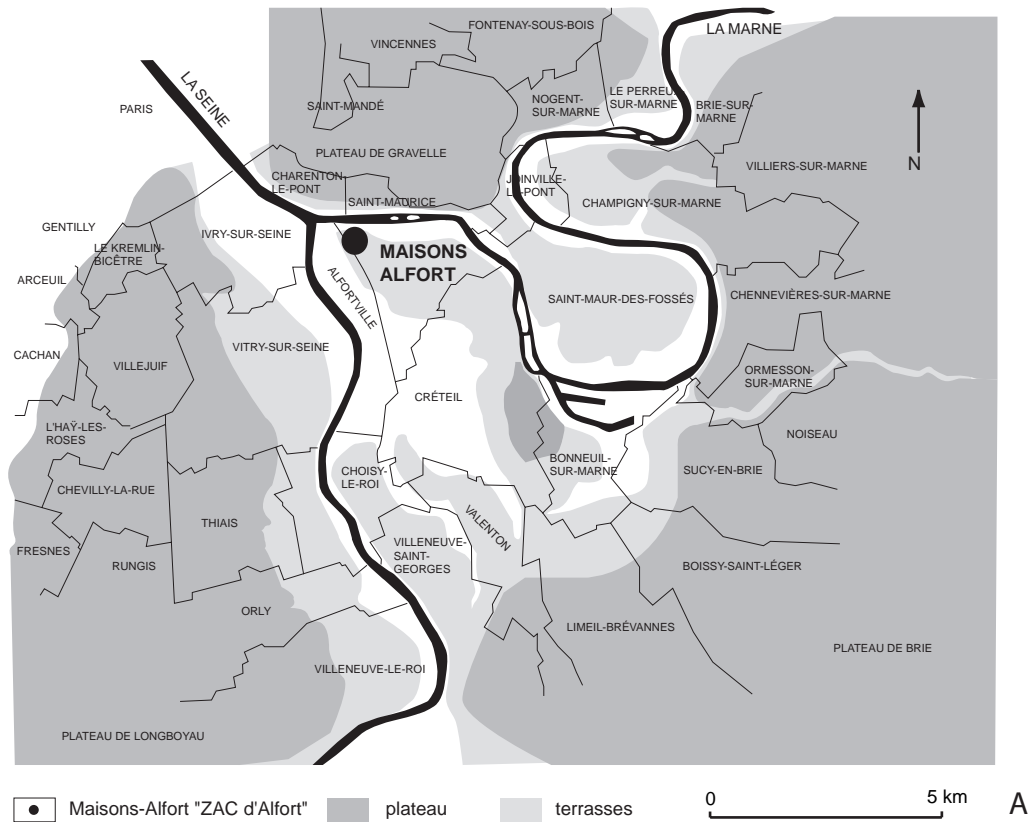 FONTENAY-SOUS-BOIS
LA MARNE
VINCENNES
LA SEINE
PARIS
SAINT-MANDÉ
NOGENT-
SUR-MARNE
LE PERREUX-
SUR-MARNE
BRIE-SUR-
MARNE
N
PLATEAU DE GRAVELLE
VILLIERS-SUR-MARNE
CHARENTON-
LE-PONT
JOINVILLE-
LE-PONT
SAINT-MAURICE
CHAMPIGNY-SUR-MARNE
GENTILLY
IVRY-SUR-SEINE
LE KREMLIN-
BICÊTRE
MAISONS
ALFORT
ARCEUIL
ALFORTVILLE
SAINT-MAUR-DES-FOSSÉS
CHENNEVIÈRES-SUR-MARNE
CACHAN
VITRY-SUR-SEINE
VILLEJUIF
ORMESSON-
SUR-MARNE
CRÉTEIL
L'HAŸ-LES-
ROSES
NOISEAU
CHOISY-
LE-ROI
BONNEUIL-
SUR-MARNE
SUCY-EN-BRIE
CHEVILLY-LA-RUE
THIAIS
VALENTON
FRESNES
RUNGIS
VILLENEUVE-
SAINT-
GEORGES
BOISSY-SAINT-LÉGER
ORLY
LIMEIL-BRÉVANNES
PLATEAU DE BRIE
VILLENEUVE-LE-ROI
PLATEAU DE LONGBOYAU
Maisons-Alfort "ZAC d'Alfort"
plateau
terrasses
0
5 km
A